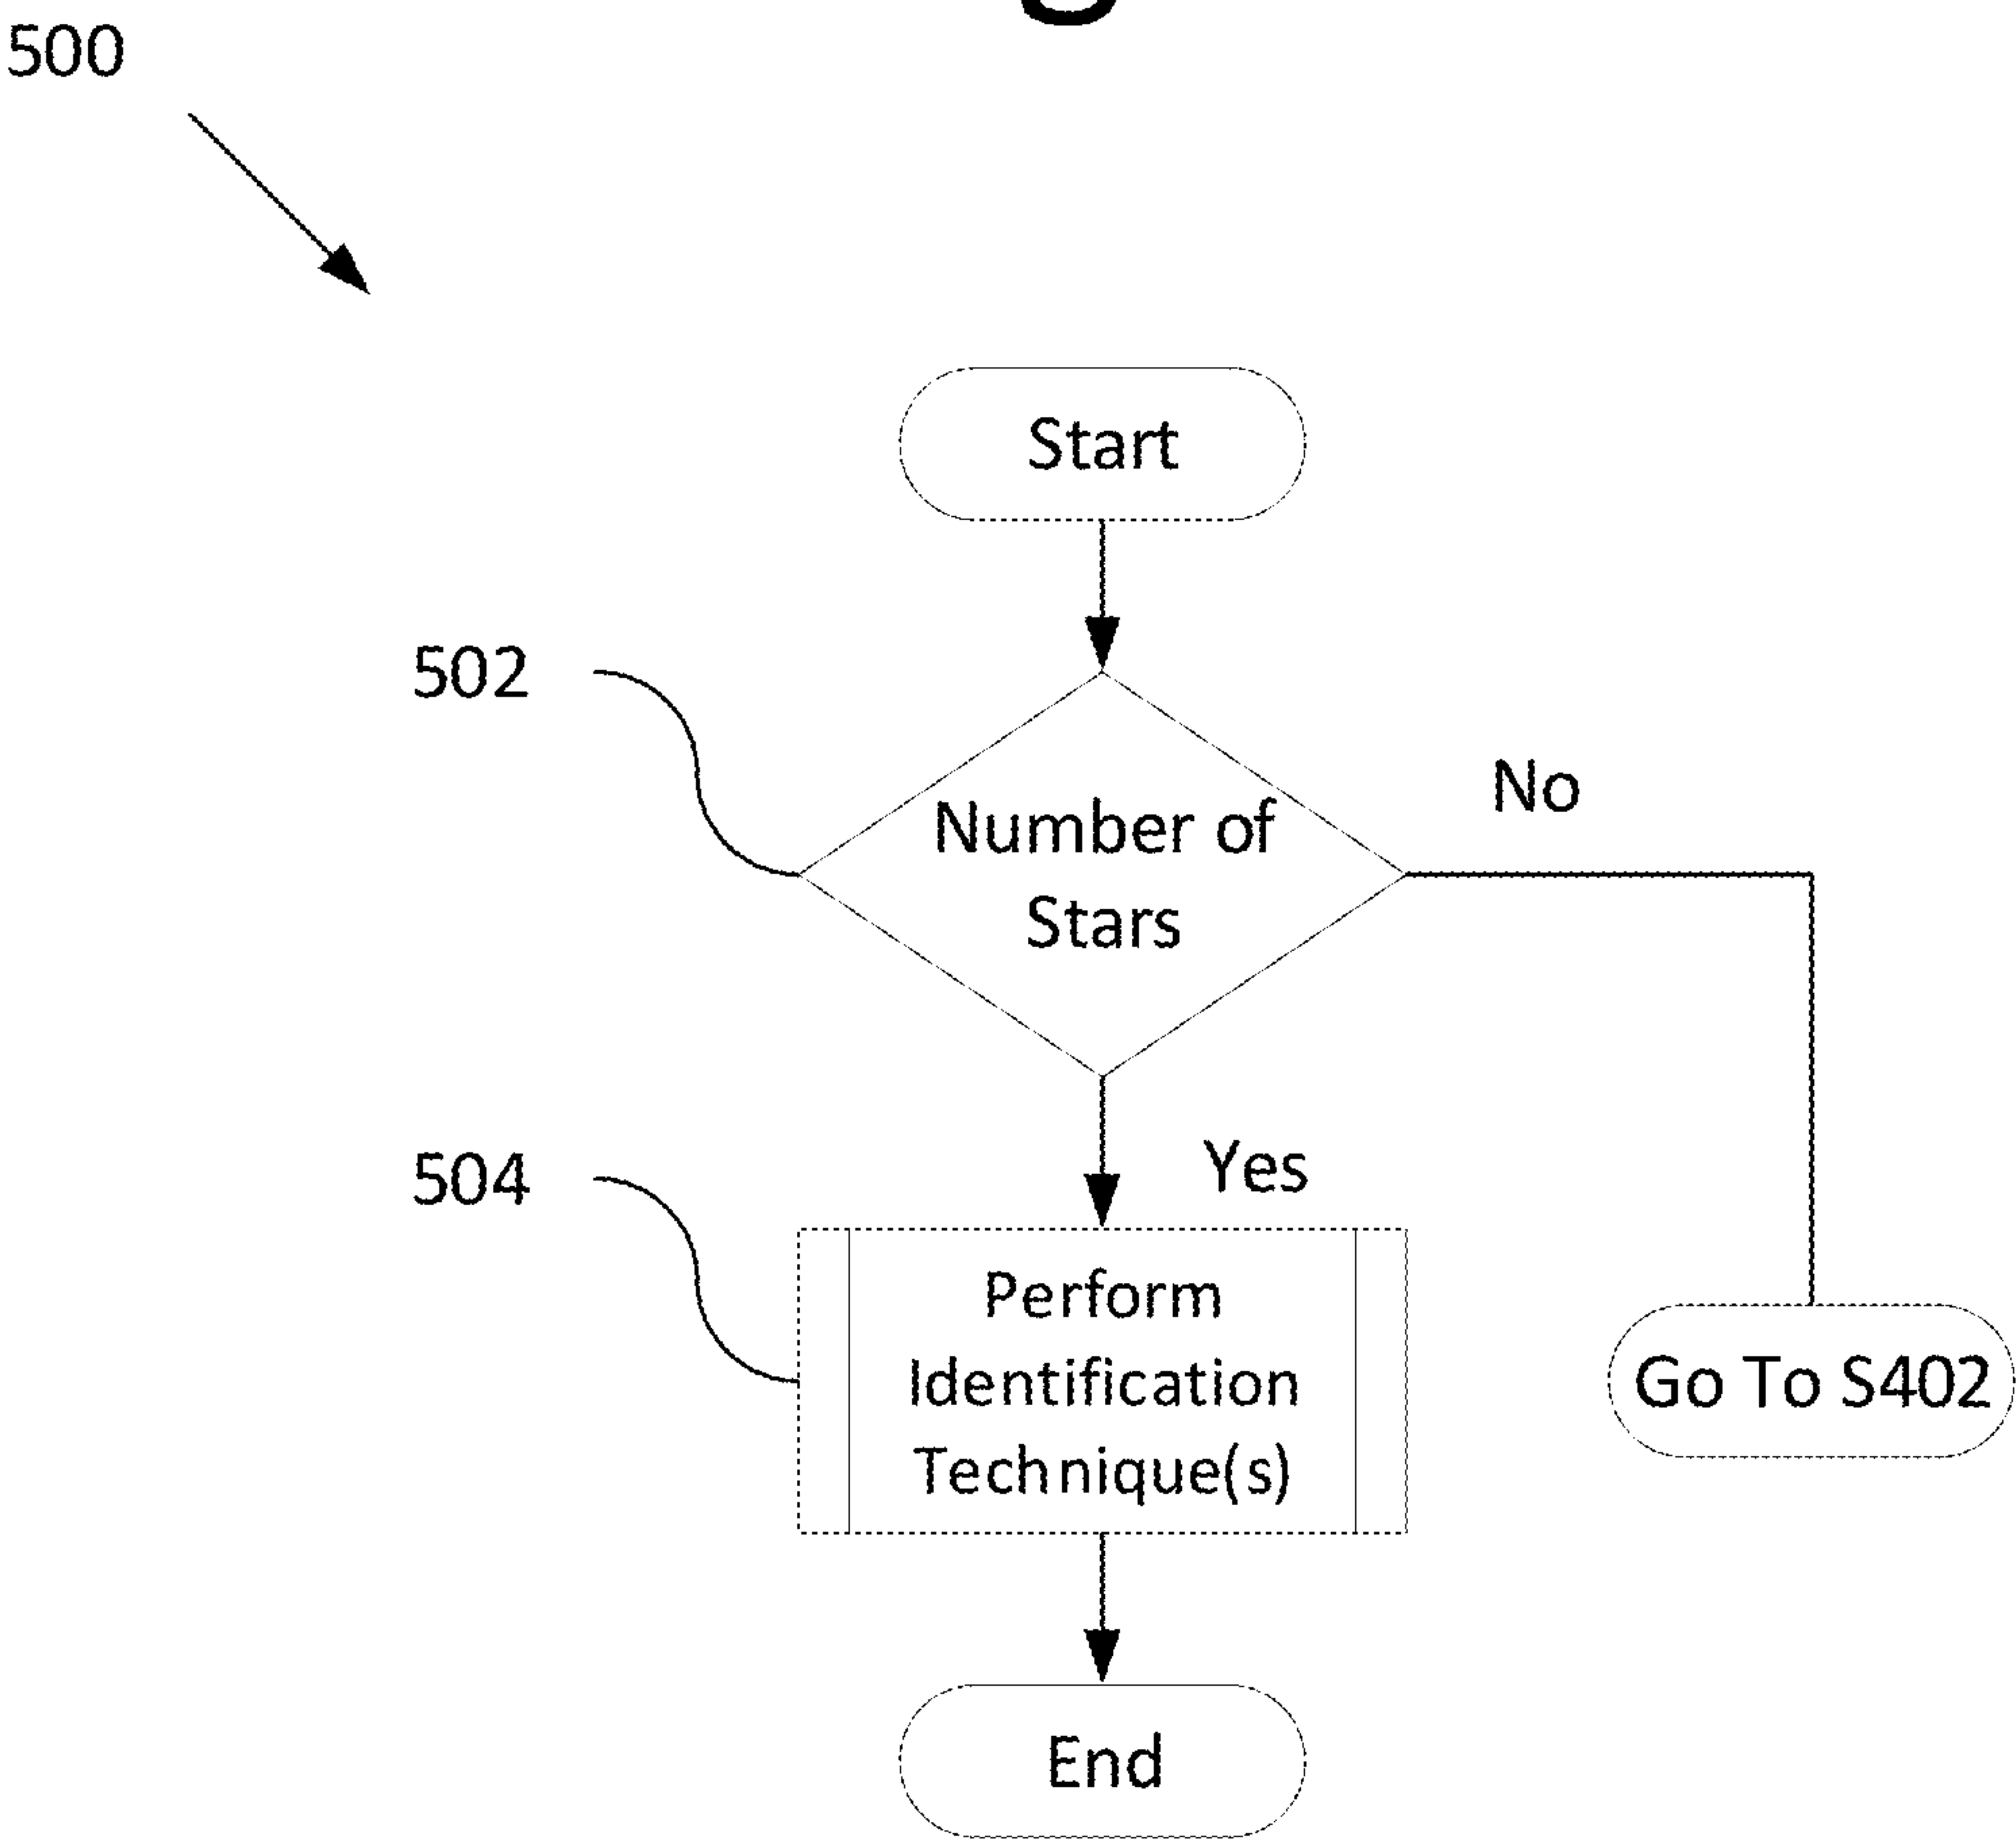 500
Start
502
No
Number of
Stars
504
Yes
Perform
Identification
Technique(s)
Go To S402
End